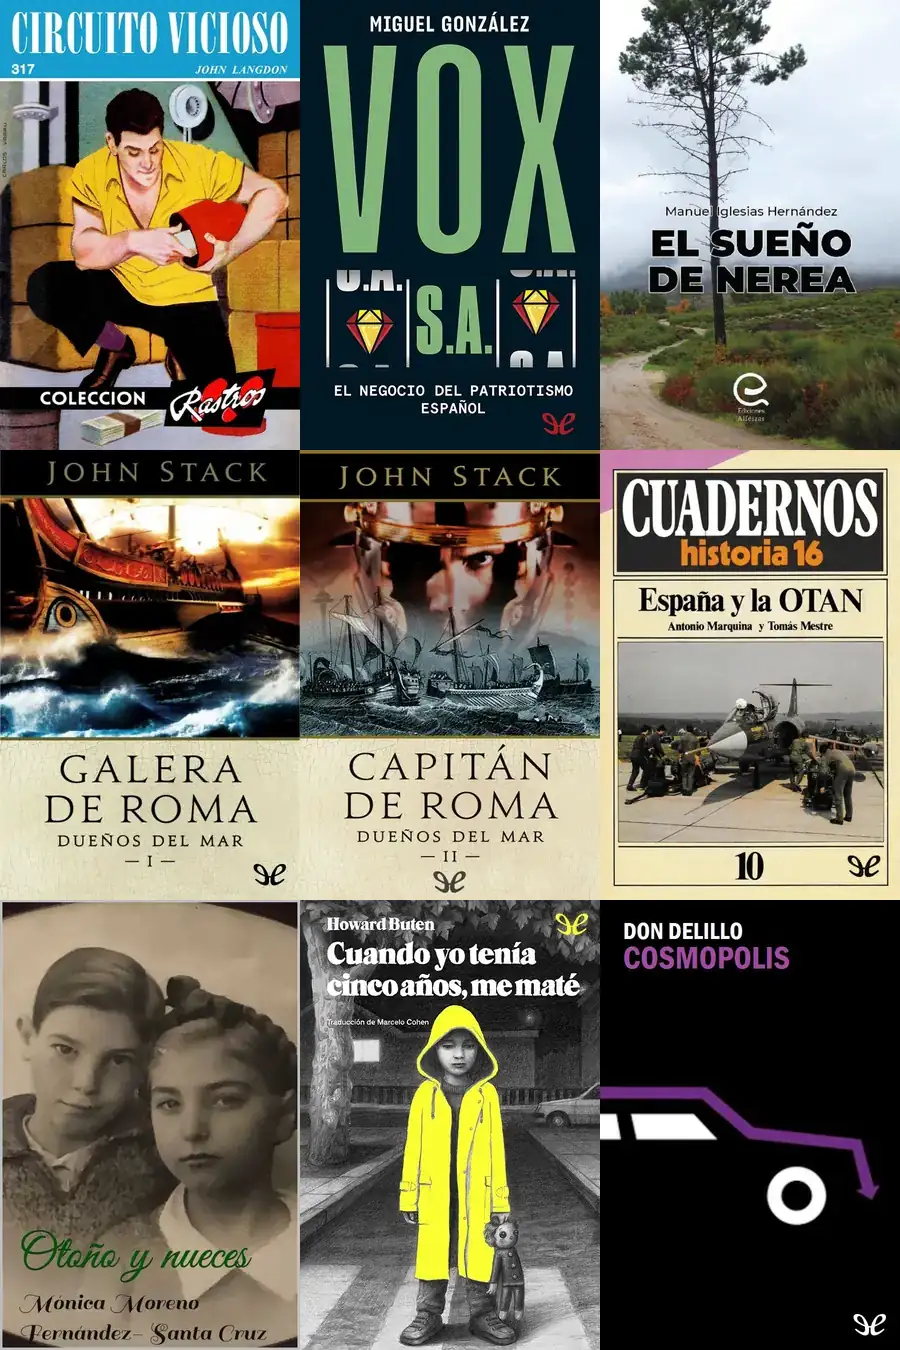 CIRCUITO VICIOSO
317
JOHN LANGDON
COLECCION
Rastros
MIGUEL GONZÁLEZ
VOX
S.A.
S.A.
EL NEGOCIO DEL PATRIOTISMO
ESPAÑOL
Manuel Iglesias Hernández
EL SUEÑO
DE NEREA
Ediciones
Alféizar
JOHN STACK
GALERA
DE ROMA
DUEÑOS DEL MAR
— I —
JOHN STACK
CAPITÁN
DE ROMA
DUEÑOS DEL MAR
— II —
CUADERNOS
historia 16
España y la OTAN
Antonio Marquina y Tomás Mestre
10
Otoño y nueces
Mónica Moreno
Fernández- Santa Cruz
Howard Buten
Cuando yo tenía
cinco años, me maté
Traducción de Marcelo Cohen
DON DELILLO
COSMOPOLIS